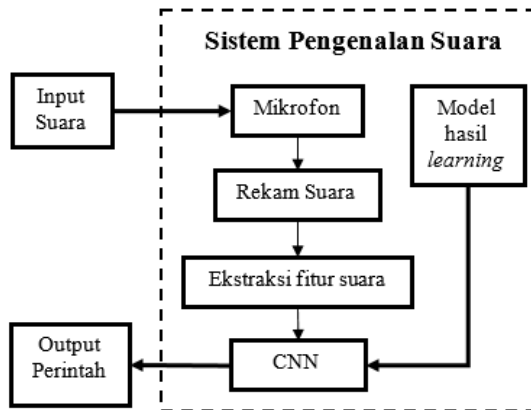 Sistem Pengenalan Suara
Input
Suara
Mikrofon
Model
hasil
learning
Rekam Suara
Ekstraksi fitur suara
Output
Perintah
CNN